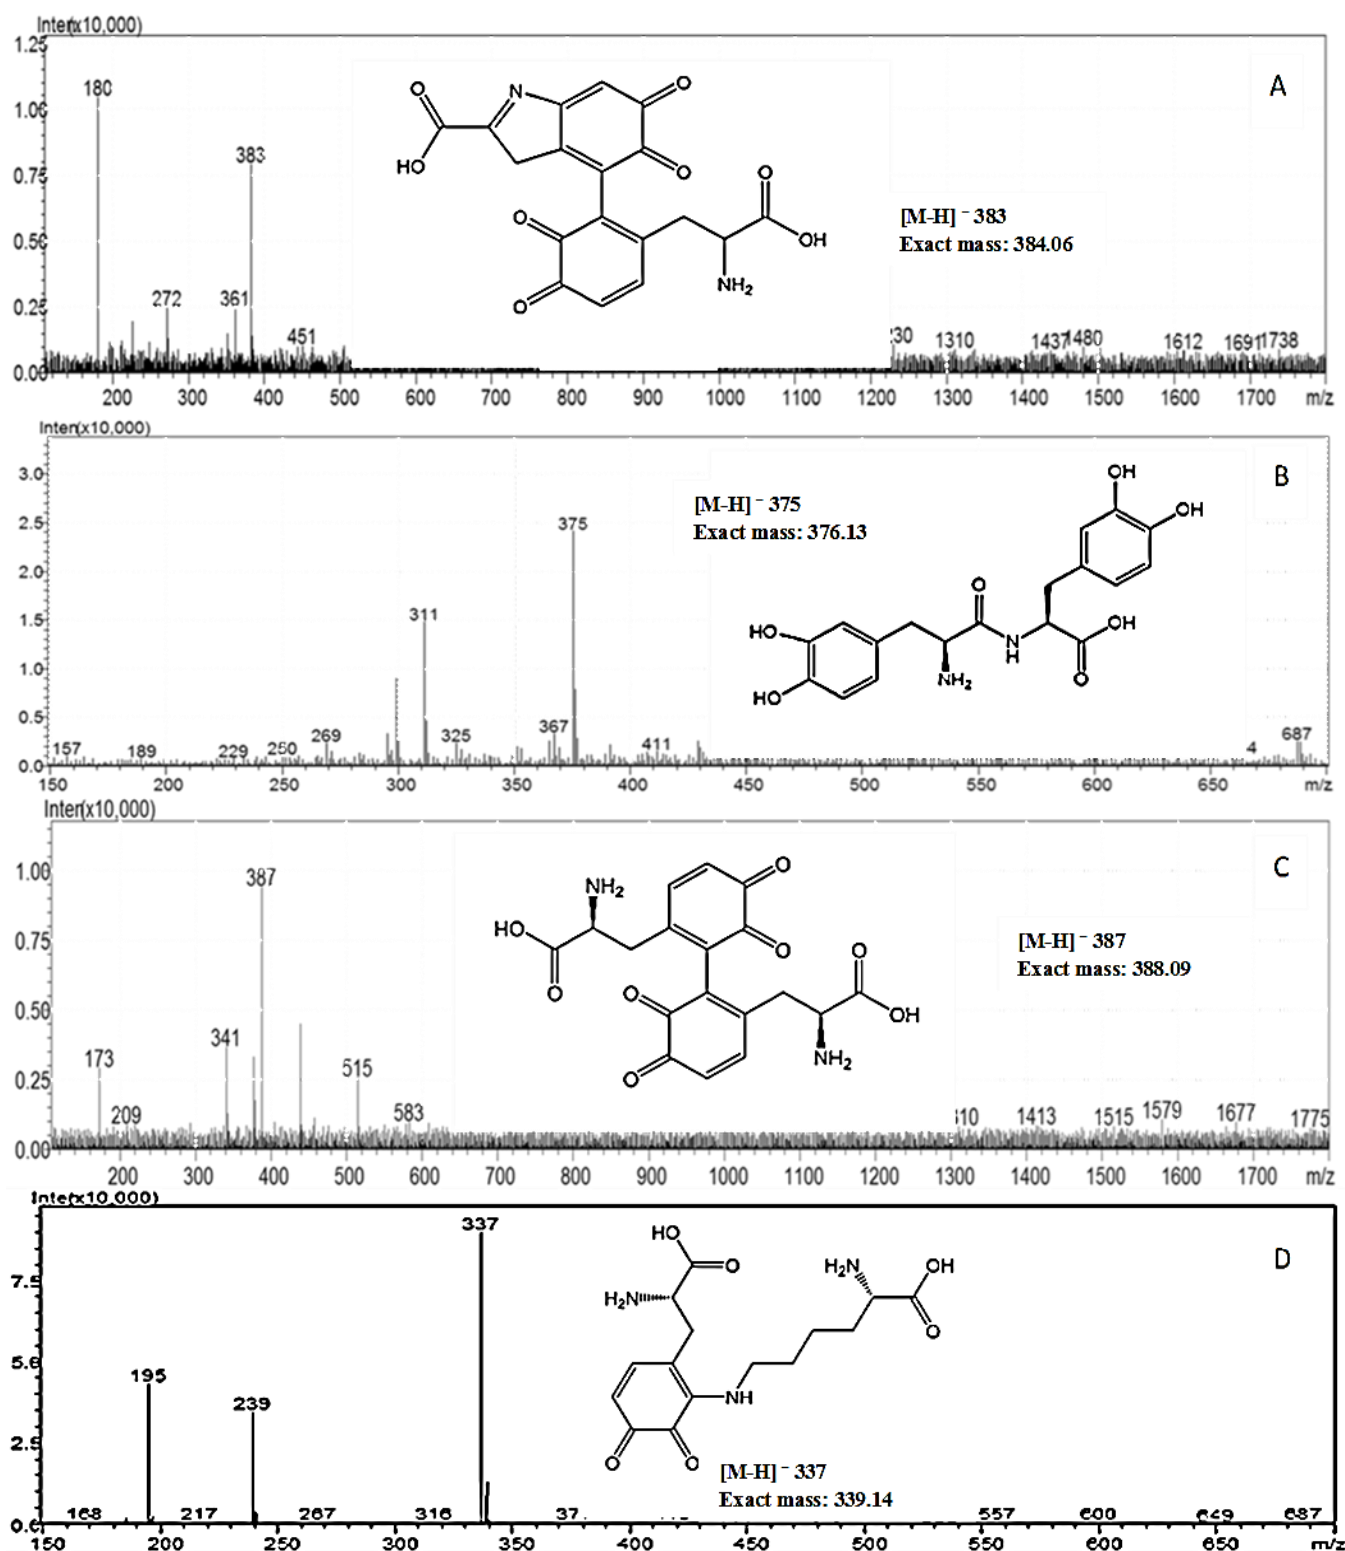 Inter(x10,000)
1.25
1.00
0.75
0.50
0.25
0.00
180
383
272
361
451
1310
1437
1480
1612
1691
1738
A
O
HO
N
O
O
O
O
O
OH
NH₂
[M-H]⁻ 383
Exact mass: 384.06
200 300 400 500 600 700 800 900 1000 1100 1200 1300 1400 1500 1600 1700 m/z
Inten(x10,000)
3.0
2.5
2.0
1.5
1.0
0.5
0.0
157
189
229
250
269
311
325
367
375
411
4
687
B
[M-H]⁻ 375
Exact mass: 376.13
OH
OH
O
HO
HO
N
H
NH₂
OH
O
150 200 250 300 350 400 450 500 550 600 650 m/z
Inter(x10,000)
1.00
0.75
0.50
0.25
0.00
173
209
341
387
515
583
1413
1515
1579
1677
1775
C
NH₂
HO
O
O
O
O
O
O
OH
NH₂
[M-H]⁻ 387
Exact mass: 388.09
200 300 400 500 600 700 800 900 1000 1100 1200 1300 1400 1500 1600 1700 m/z
Inte(x10,000)
7.5
5.0
2.5
0.0
168
195
217
239
267
316
337
37
557
600
649
687
D
HO
O
H₂N
H₂N
OH
O
NH
O
O
[M-H]⁻ 337
Exact mass: 339.14
150 200 250 300 350 400 450 500 550 600 650 m/z